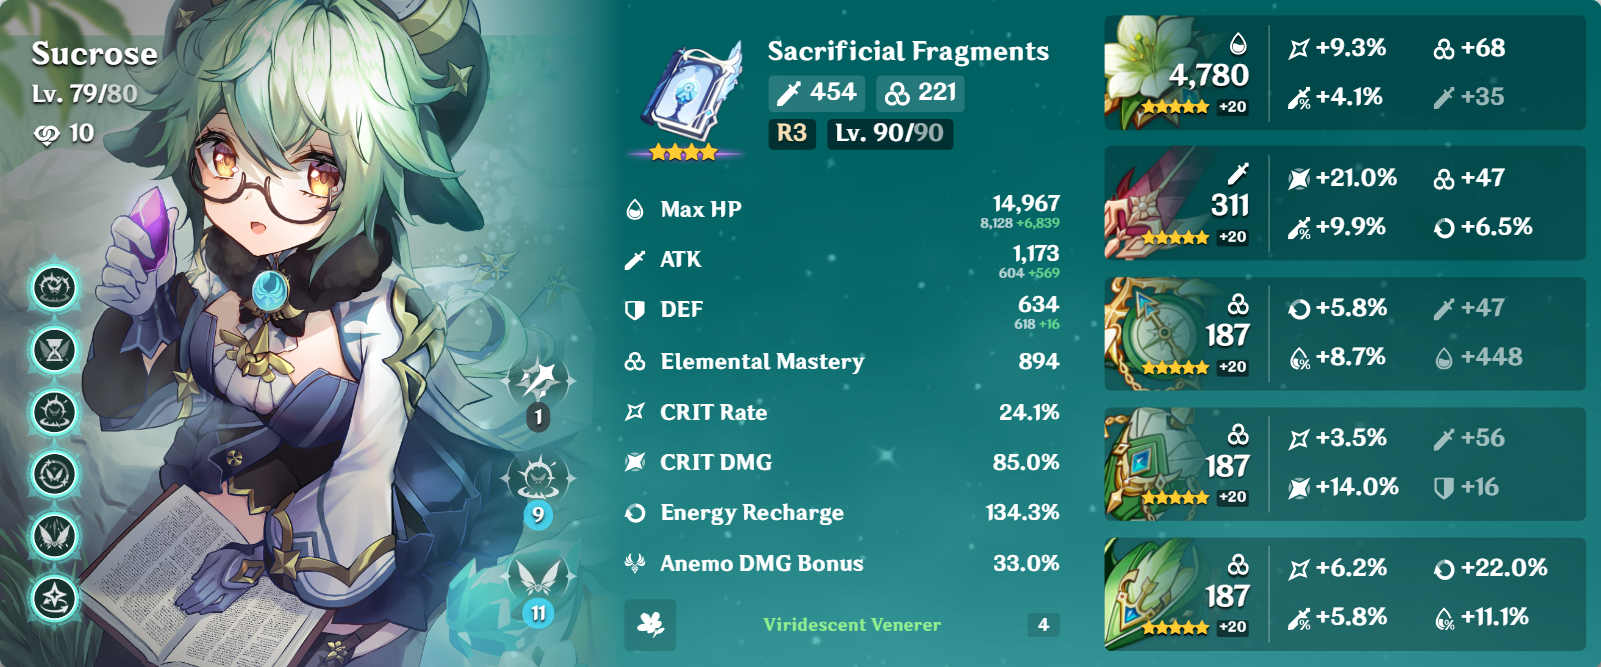 Sucrose
Lv. 79/80
10
1
9
11
Sacrificial Fragments
454 221
R3 Lv. 90/90
Max HP 14,967
8,128 +6,839
ATK 1,173
604 +569
DEF 634
618 +16
Elemental Mastery 894
CRIT Rate 24.1%
CRIT DMG 85.0%
Energy Recharge 134.3%
Anemo DMG Bonus 33.0%
Viridescent Venerer 4
4,780
+20
+9.3% +68
+4.1% +35
311
+20
+21.0% +47
+9.9% +6.5%
187
+20
+5.8% +47
+8.7% +448
187
+20
+3.5% +56
+14.0% +16
187
+20
+6.2% +22.0%
+5.8% +11.1%